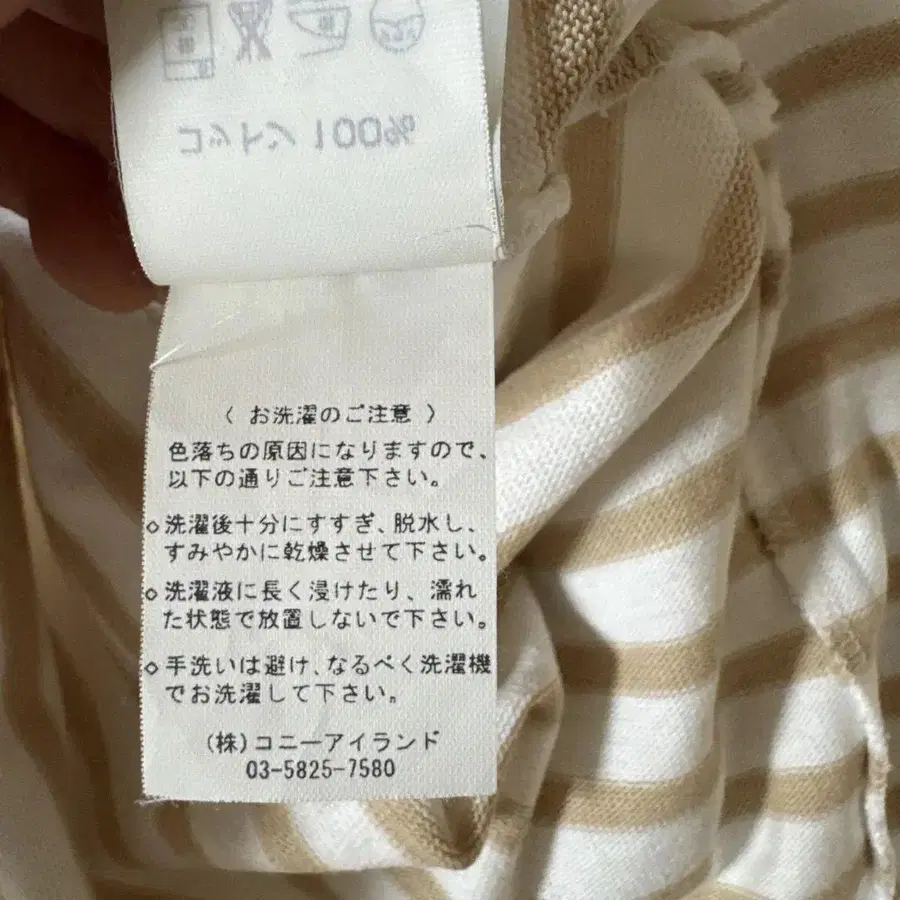 コットン 100%
( お洗濯のご注意 )
色落ちの原因になりますので、
以下の通りご注意下さい。
◇洗濯後十分にすすぎ、脱水し、
すみやかに乾燥させて下さい。
◇洗濯液に長く浸けたり、濡れ
た状態で放置しないで下さい。
◇手洗いは避け、なるべく洗濯機
でお洗濯して下さい。
(株)コニーアイランド
03-5825-7580